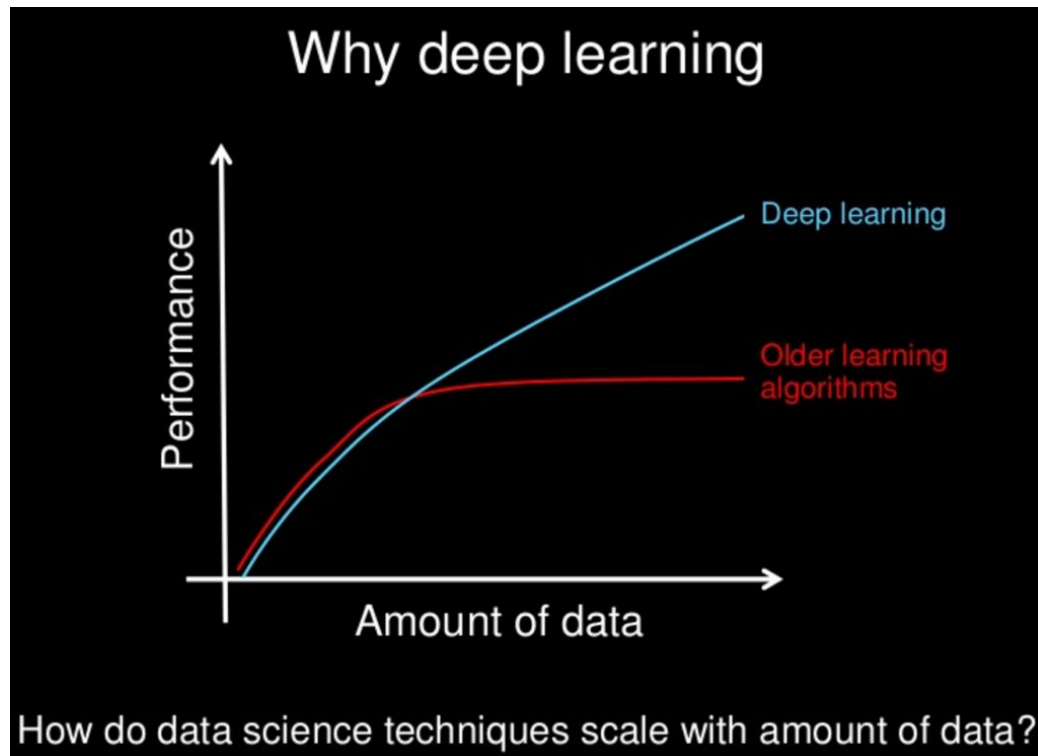 Why deep learning
Performance
Deep learning
Older learning
algorithms
Amount of data
How do data science techniques scale with amount of data?